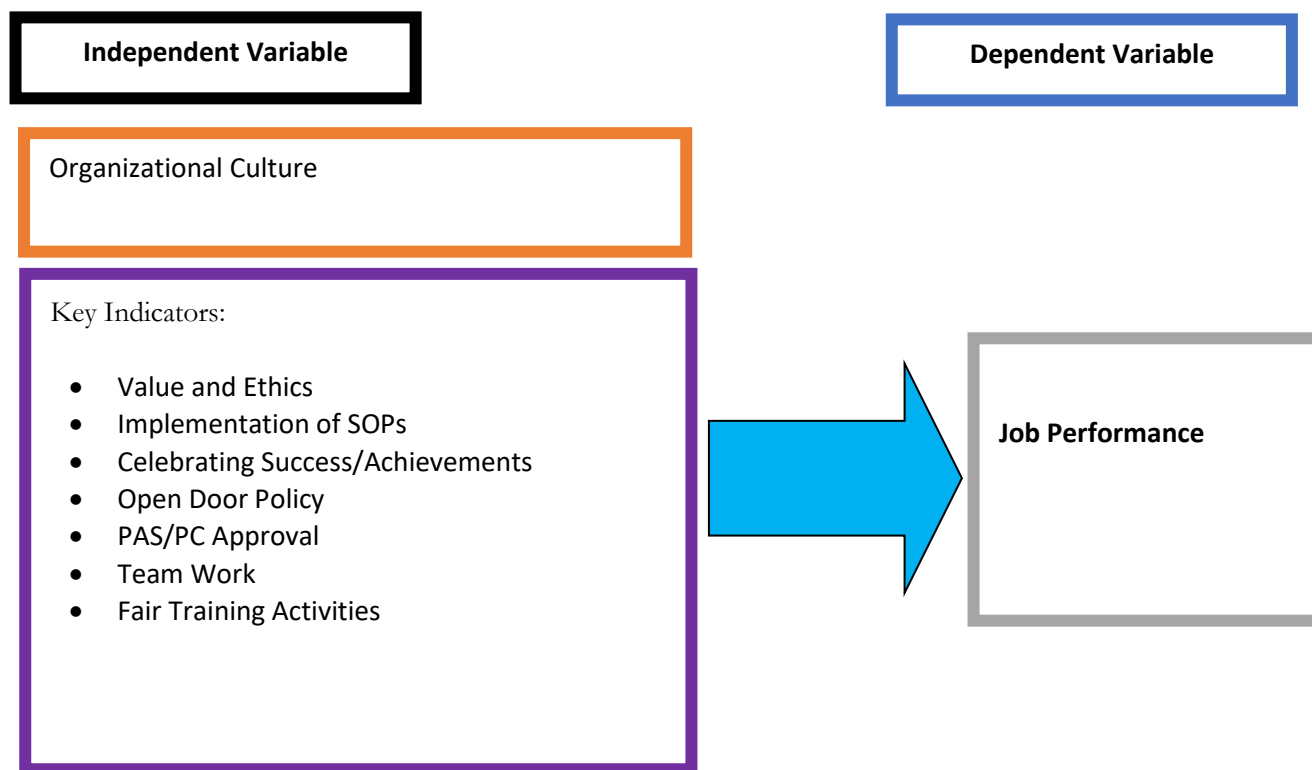 Independent Variable
Dependent Variable
Organizational Culture
Key Indicators:
• Value and Ethics
• Implementation of SOPs
• Celebrating Success/Achievements
• Open Door Policy
• PAS/PC Approval
• Team Work
• Fair Training Activities
Job Performance